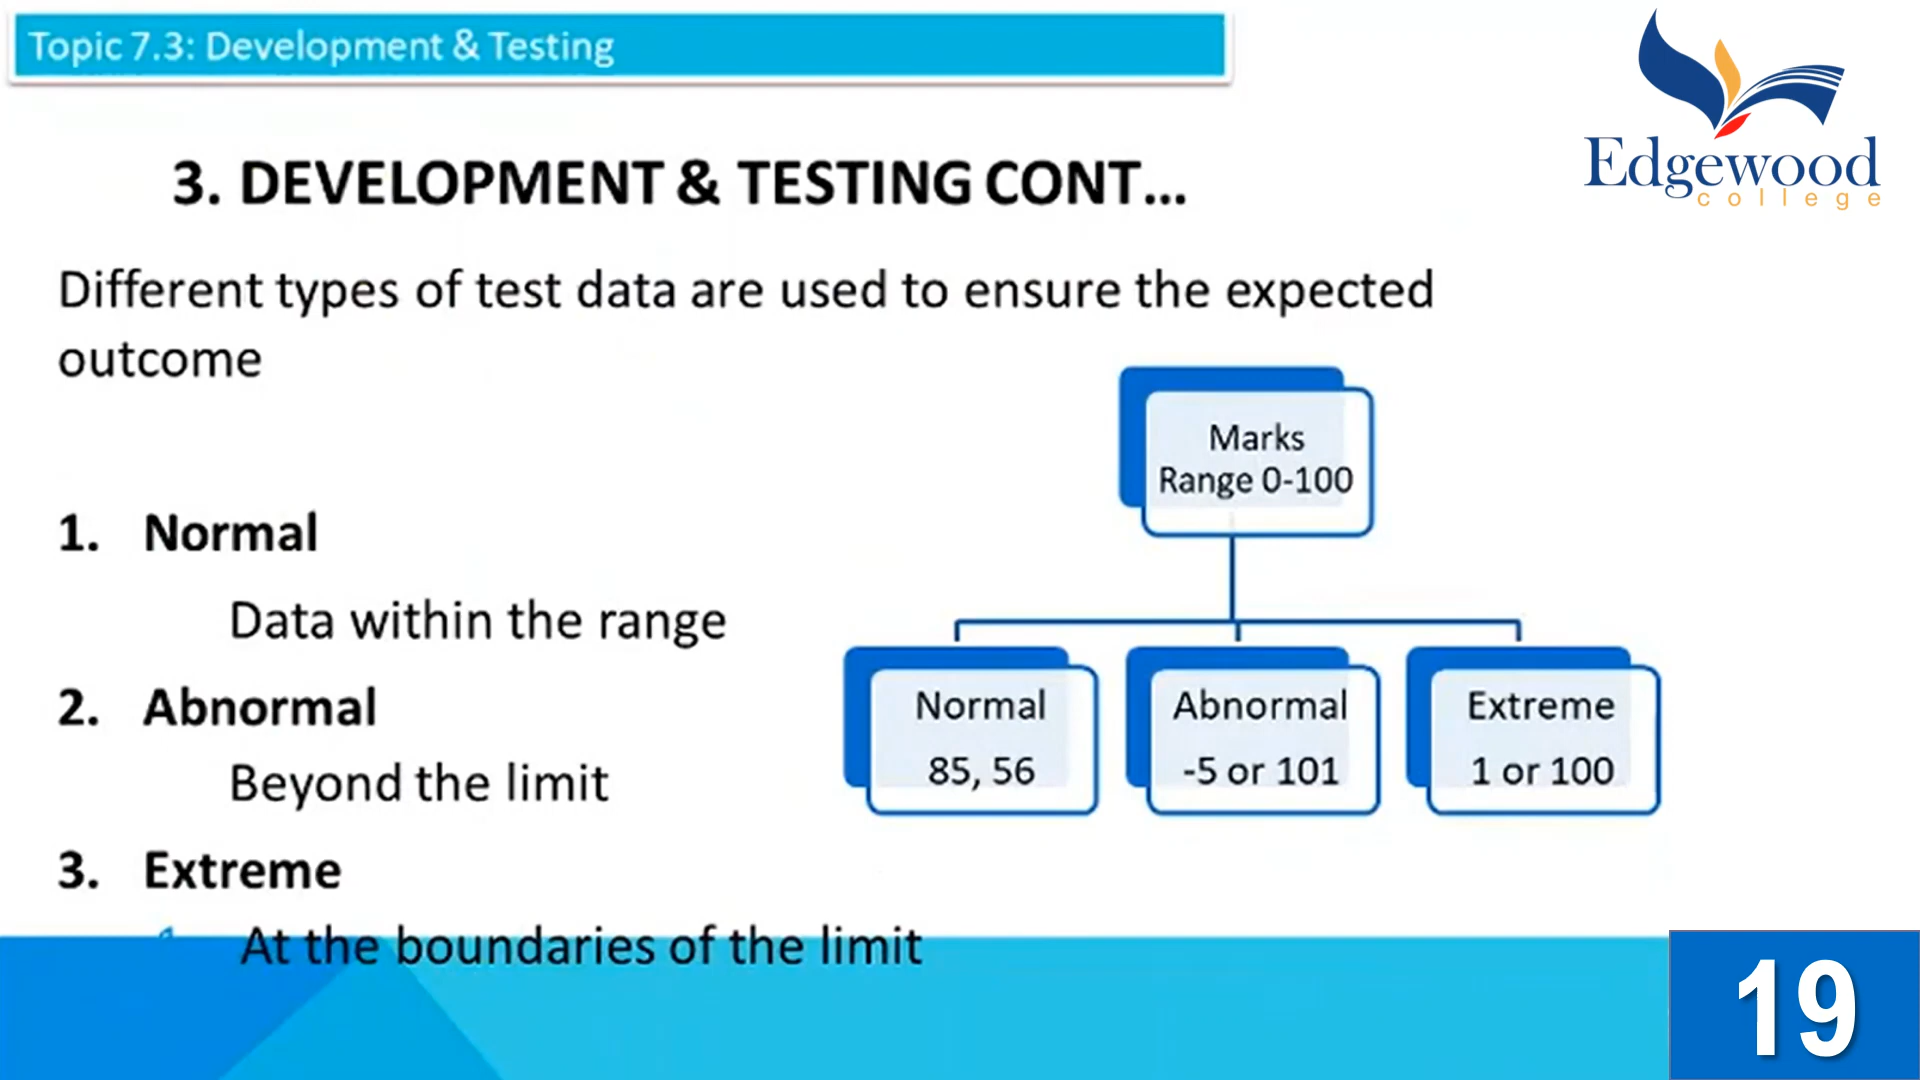 Topic 7.3: Development & Testing
Edgewood
college
3. DEVELOPMENT & TESTING CONT...
Different types of test data are used to ensure the expected
outcome
1. Normal
Data within the range
2. Abnormal
Beyond the limit
3. Extreme
At the boundaries of the limit
Marks
Range 0-100
Normal
85, 56
Abnormal
-5 or 101
Extreme
1 or 100
19